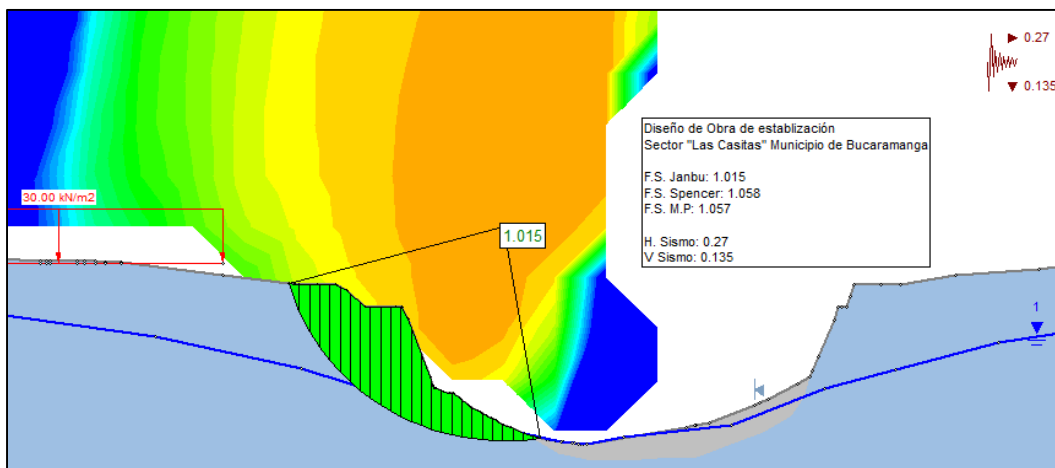 0.27
0.135
Diseño de Obra de establización
Sector "Las Casitas" Municipio de Bucaramanga
F.S. Janbu: 1.015
F.S. Spencer: 1.058
F.S. M.P: 1.057
H. Sismo: 0.27
V Sismo: 0.135
30.00 kN/m2
1.015
1